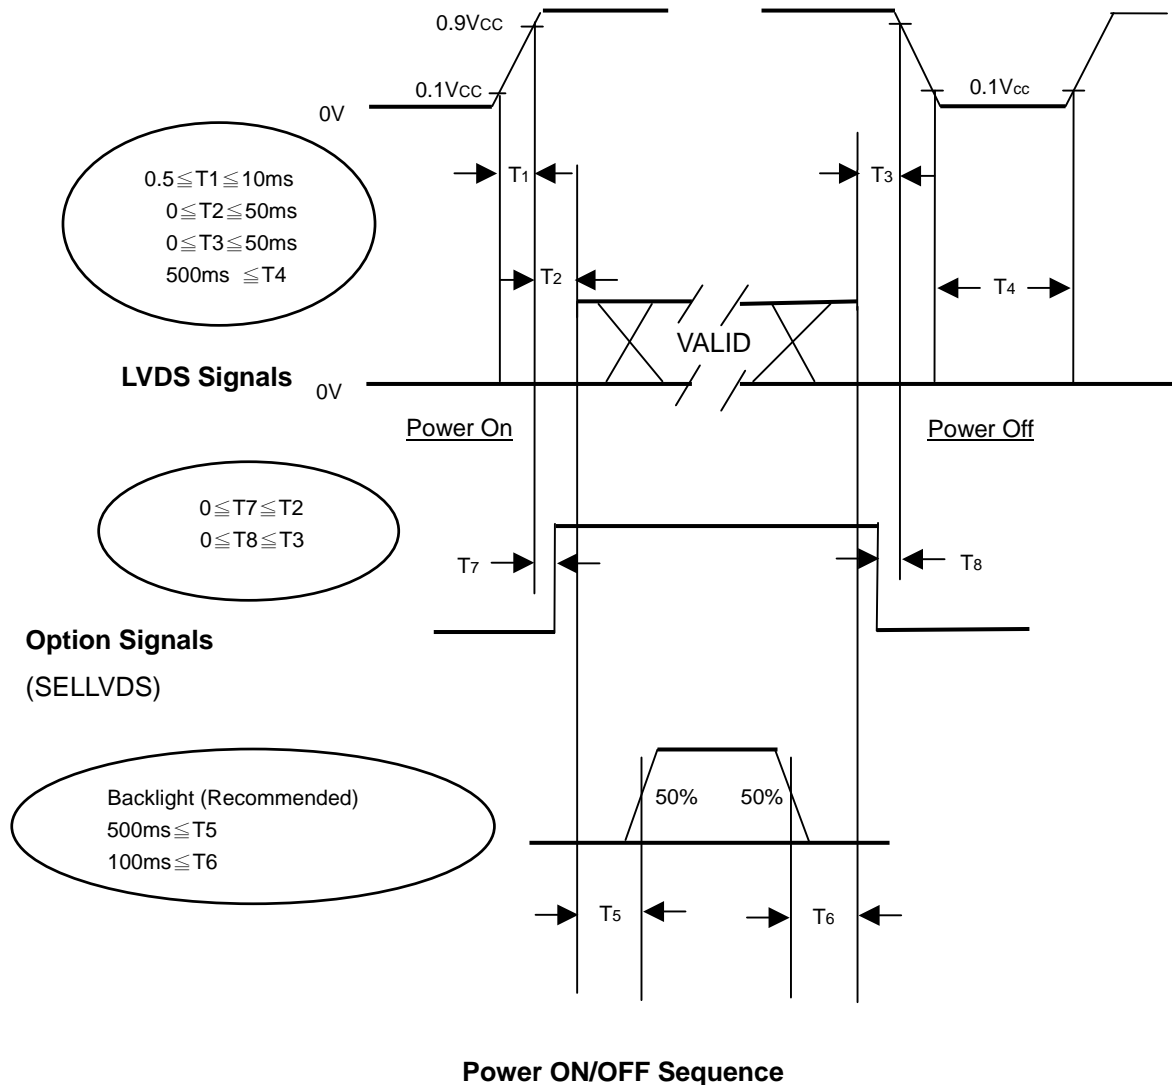 0.9Vcc
0.1Vcc
0.1Vcc
0V
T1
T3
0.5≦T1≦10ms
0≦T2≦50ms
0≦T3≦50ms
500ms ≦T4
T2
T4
VALID
LVDS Signals
0V
Power On
Power Off
0≦T7≦T2
0≦T8≦T3
T7
T8
Option Signals
(SELLVDS)
Backlight (Recommended)
500ms≦T5
100ms≦T6
50%
50%
T5
T6
Power ON/OFF Sequence